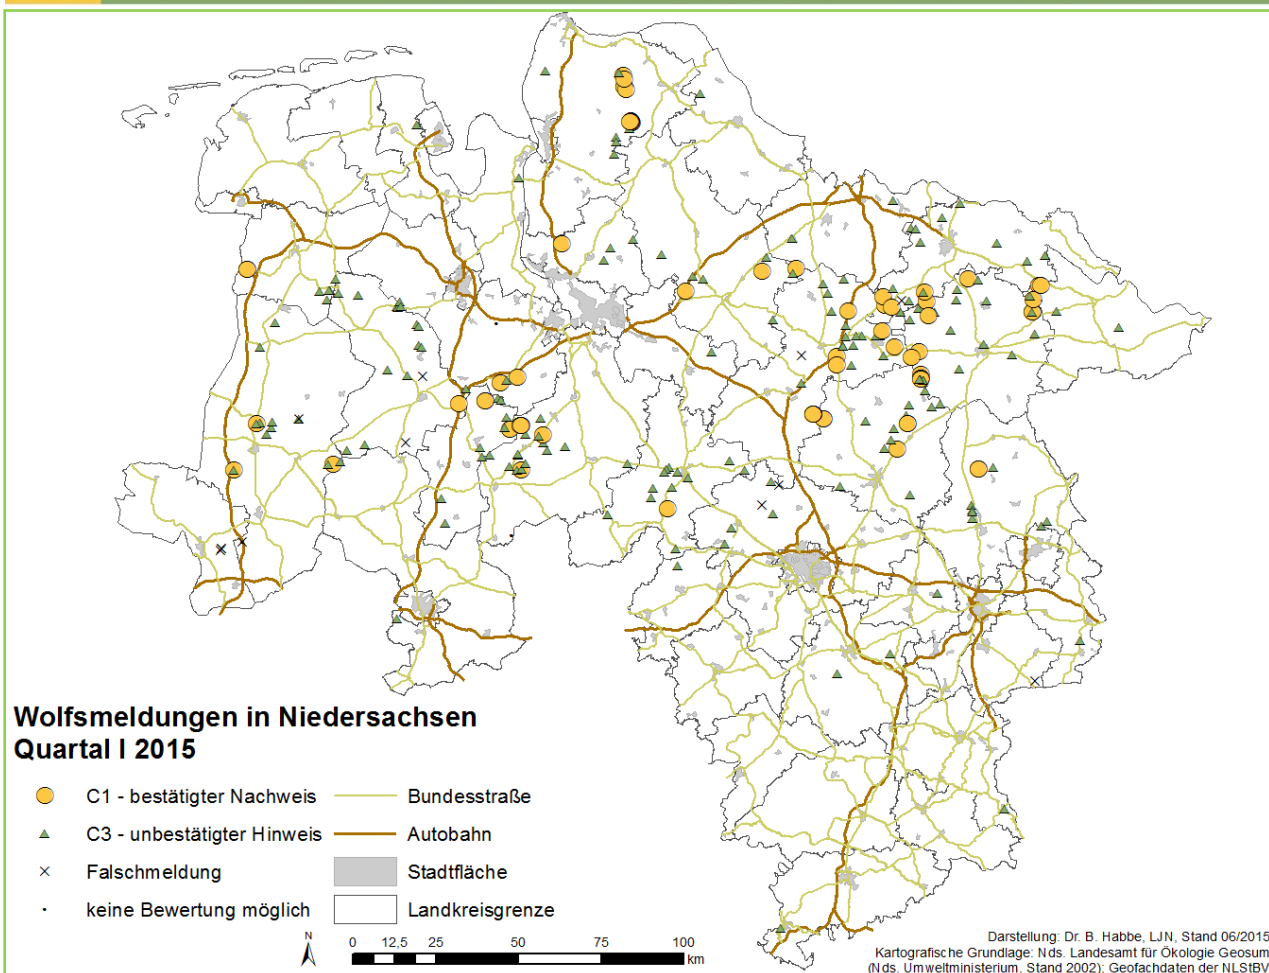 Wolfsmeldungen in Niedersachsen
Quartal I 2015
C1 - bestätigter Nachweis
C3 - unbestätigter Hinweis
Falschmeldung
keine Bewertung möglich
Bundesstraße
Autobahn
Stadtfläche
Landkreisgrenze
N
0 12,5 25 50 75 100
km
Darstellung: Dr. B. Habbe, LJN, Stand 06/2015
Kartografische Grundlage: Nds. Landesamt für Ökologie Geosum
(Nds. Umweltministerium, Stand 2002); Geofachdaten der NLStBV